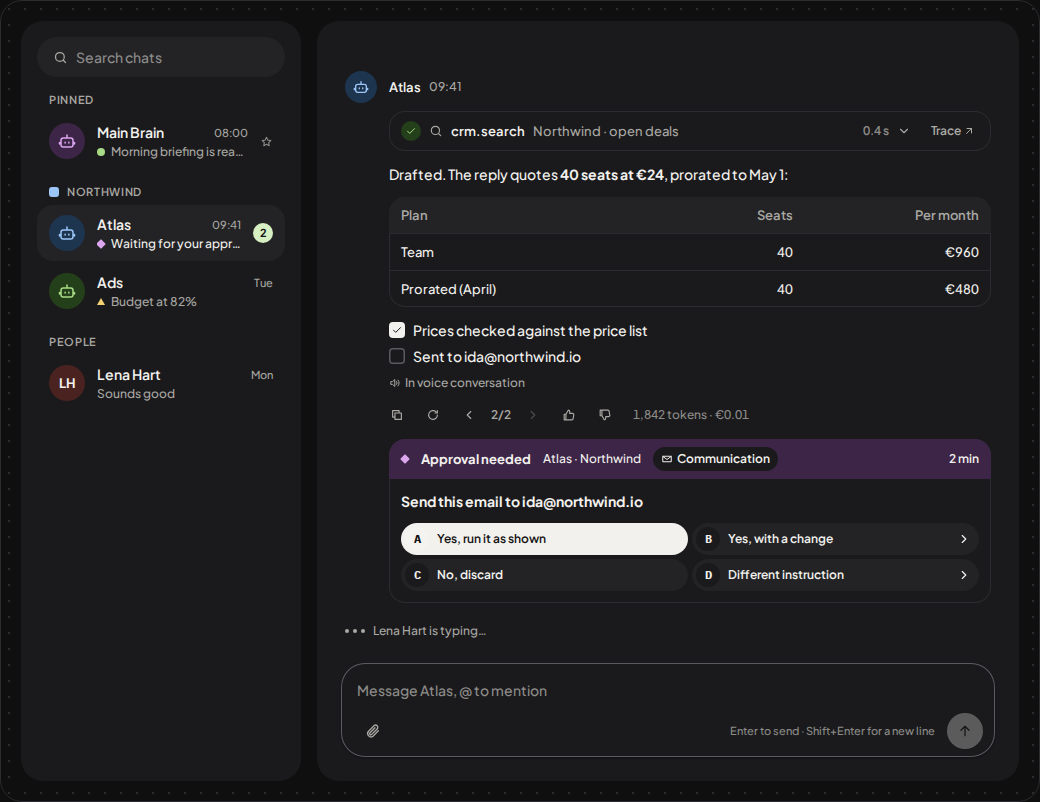 Search chats
PINNED
Main Brain 08:00
Morning briefing is rea…
NORTHWIND
Atlas 09:41
Waiting for your appr… 2
Ads Tue
Budget at 82%
PEOPLE
LH Lena Hart Mon
Sounds good
Atlas 09:41
crm.search Northwind · open deals 0.4 s Trace
Drafted. The reply quotes 40 seats at €24, prorated to May 1:
Plan Seats Per month
Team 40 €960
Prorated (April) 40 €480
Prices checked against the price list
Sent to ida@northwind.io
In voice conversation
2/2 1,842 tokens · €0.01
Approval needed Atlas · Northwind Communication 2 min
Send this email to ida@northwind.io
A Yes, run it as shown B Yes, with a change
C No, discard D Different instruction
Lena Hart is typing…
Message Atlas, @ to mention
Enter to send · Shift+Enter for a new line